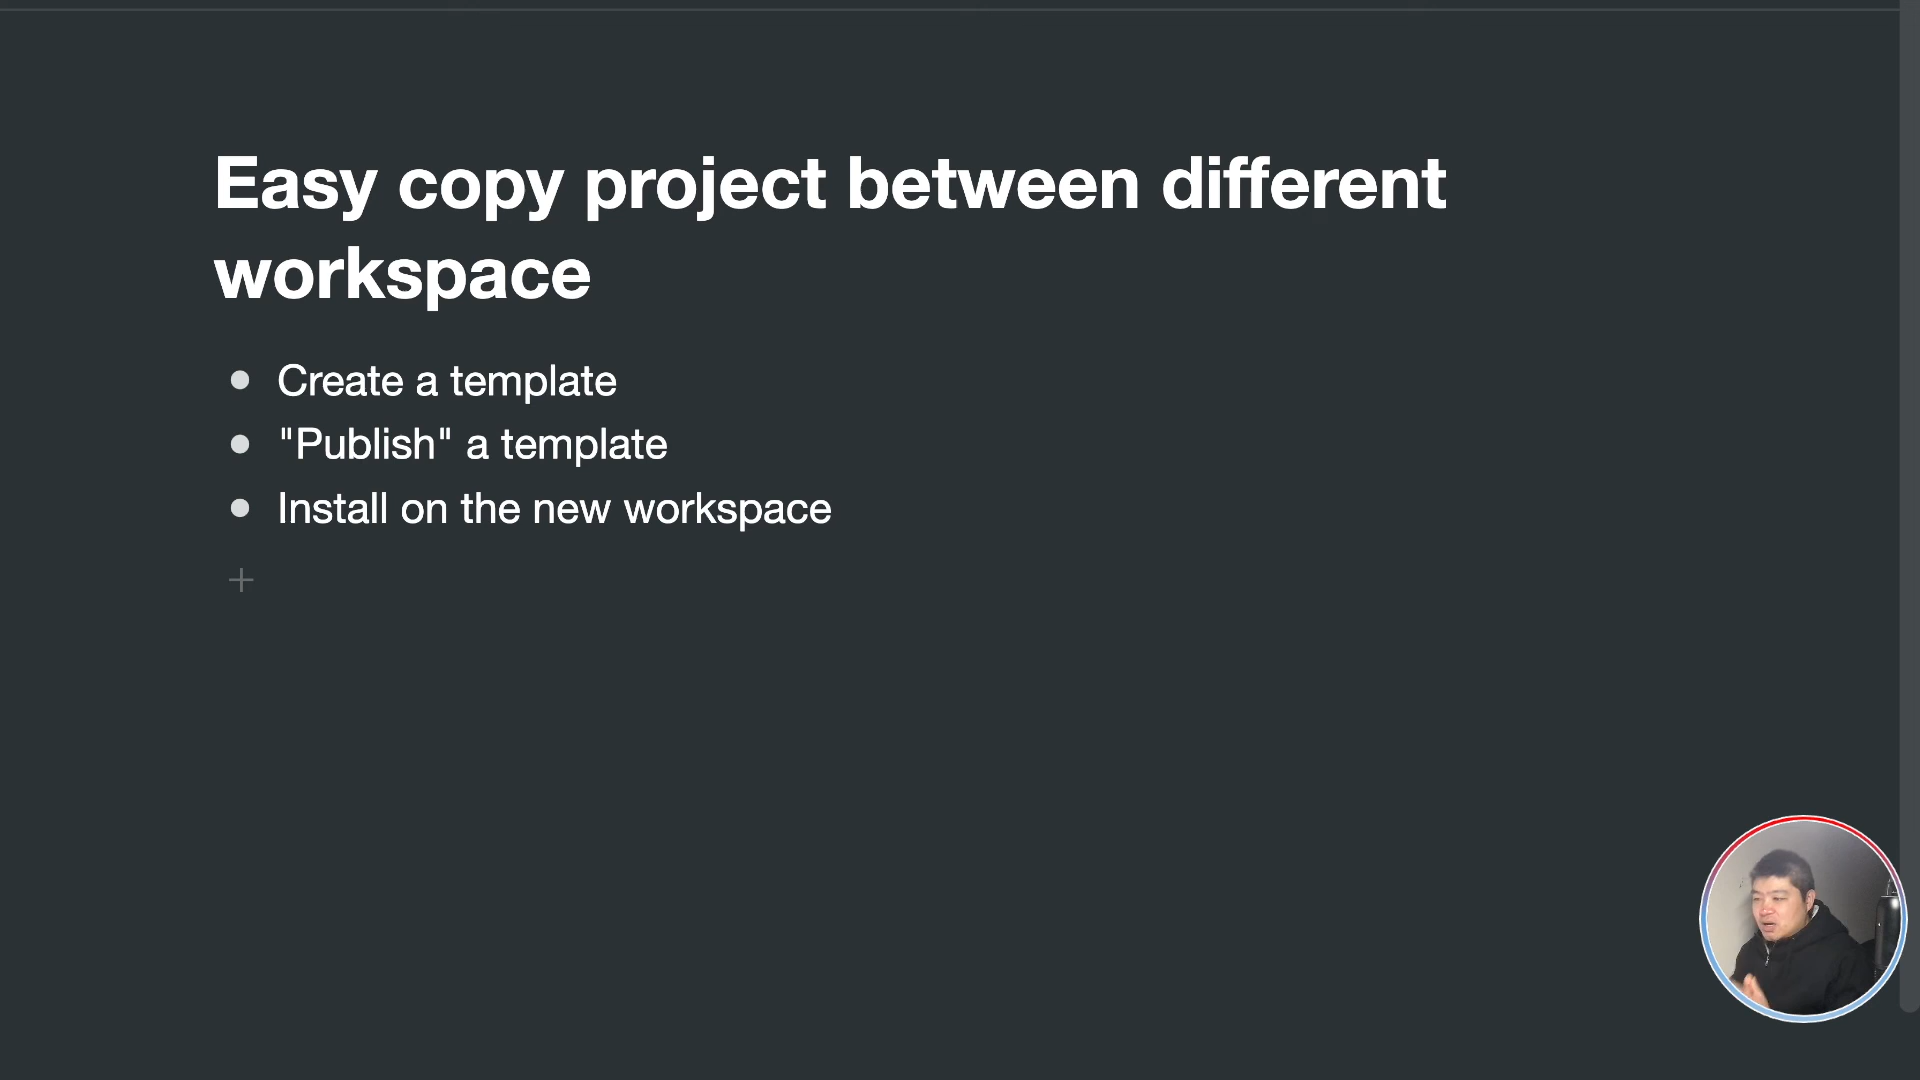 Easy copy project between different
workspace
Create a template
"Publish" a template
Install on the new workspace